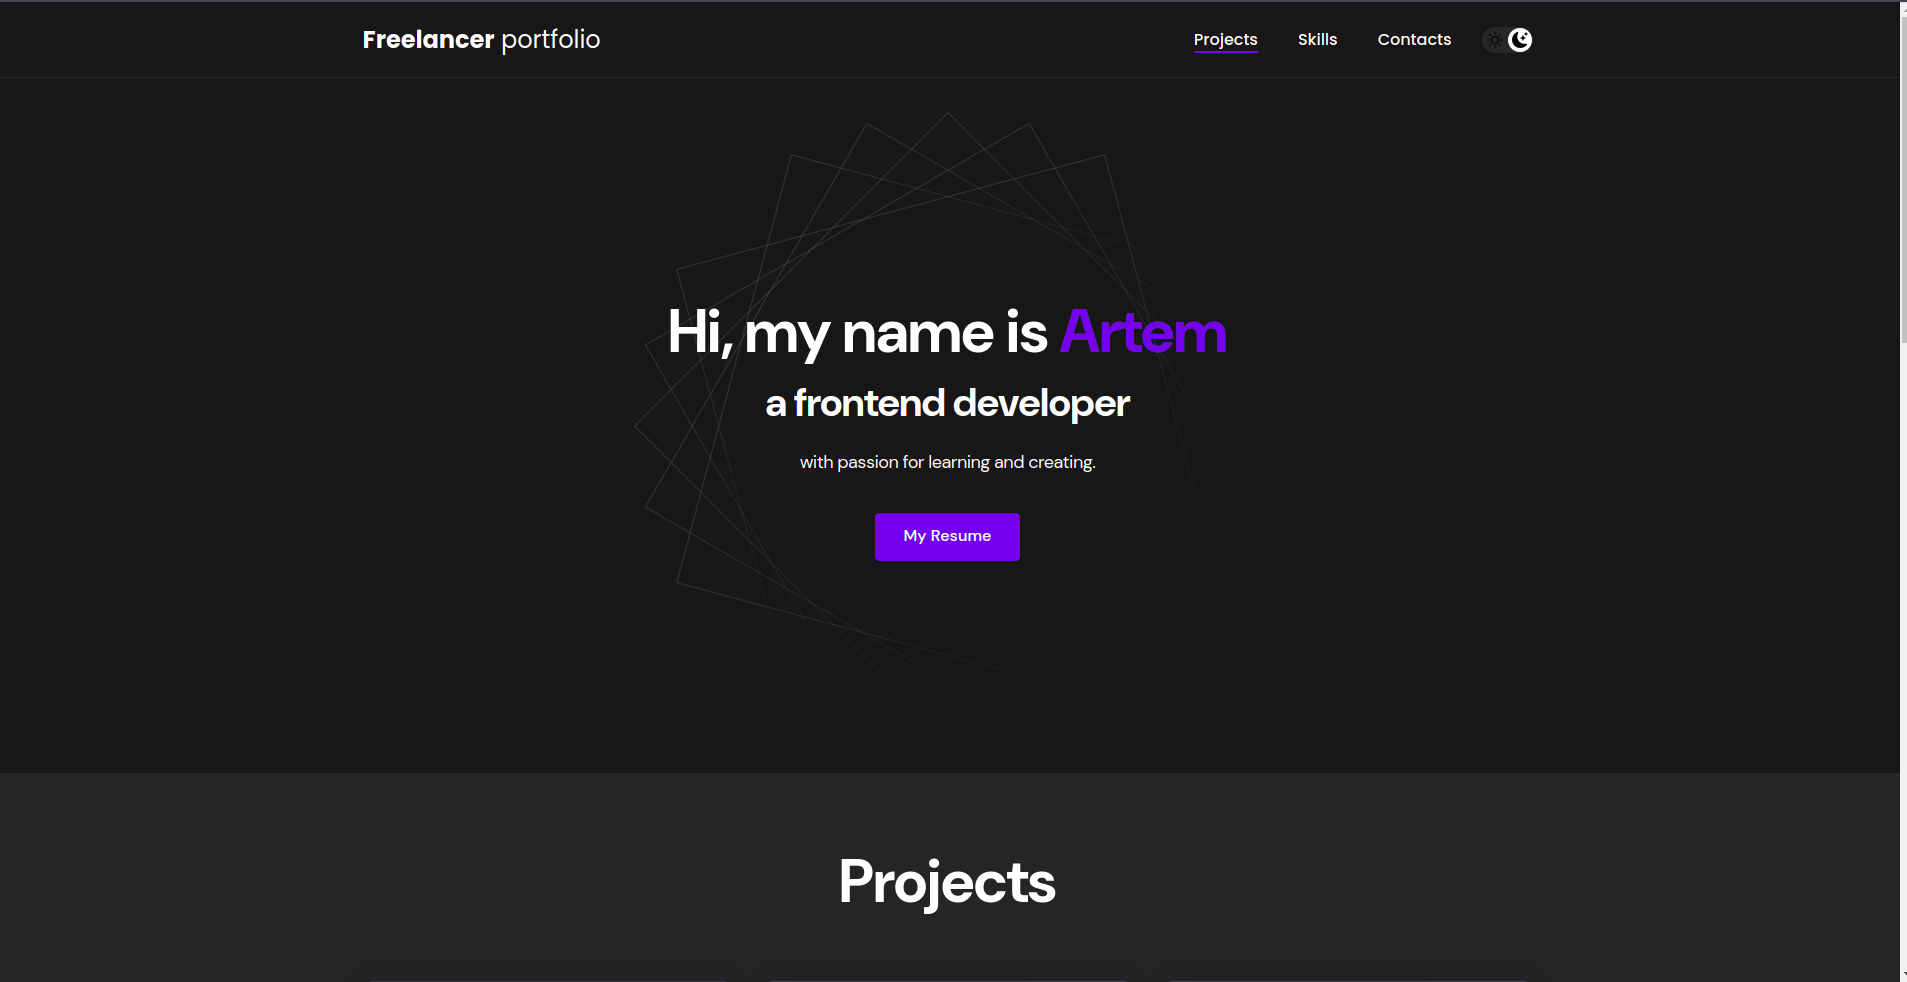 Freelancer portfolio
Projects
Skills
Contacts
Hi, my name is Artem
a frontend developer
with passion for learning and creating.
My Resume
Projects